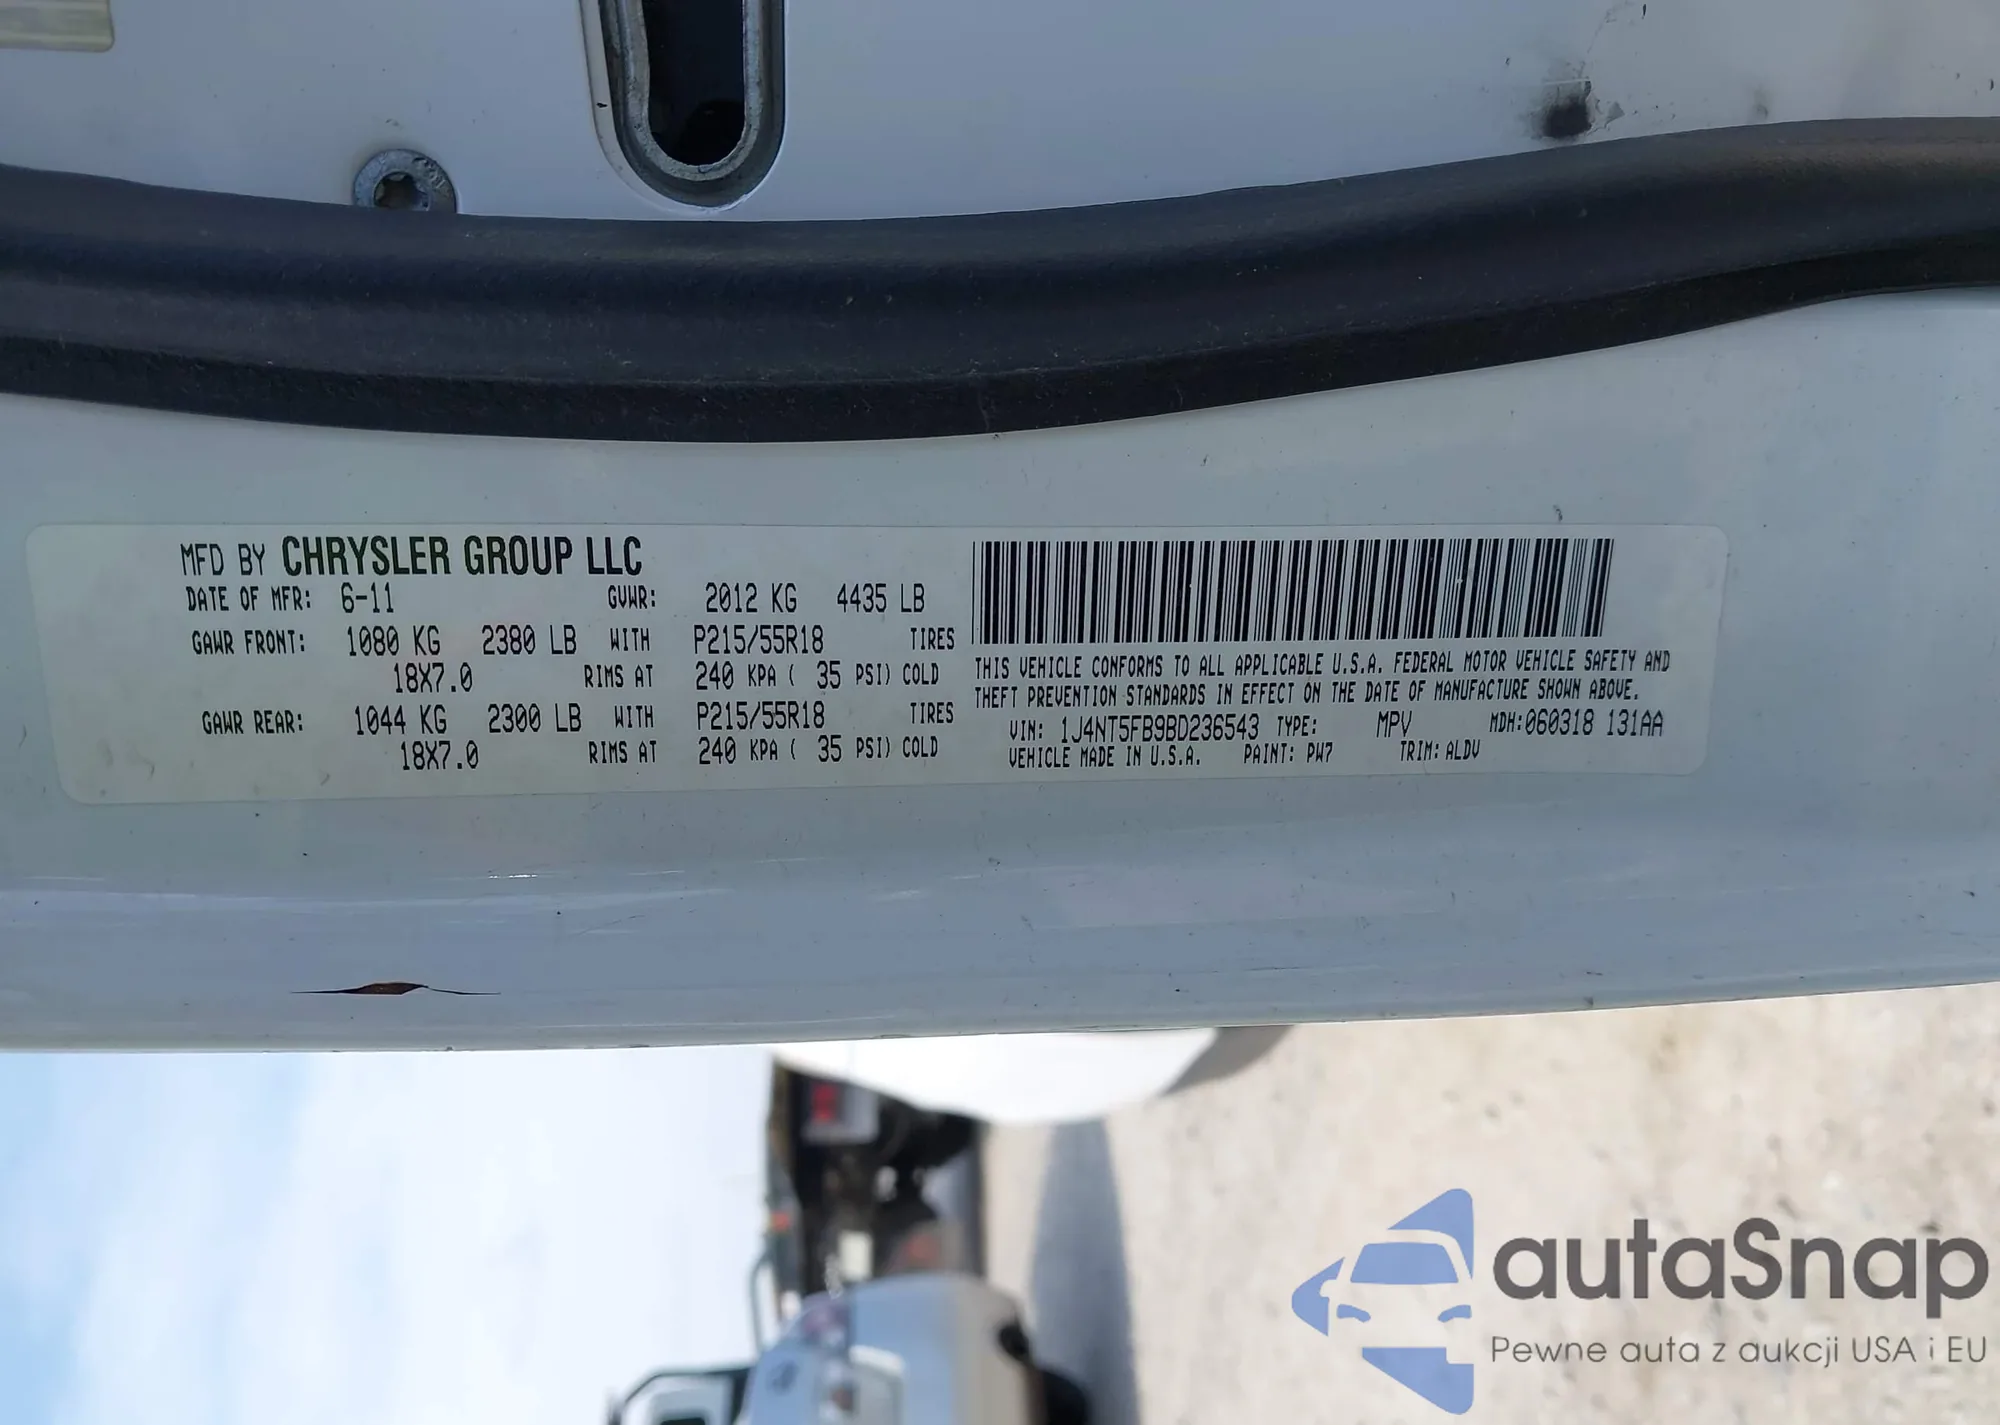 MFD BY CHRYSLER GROUP LLC
DATE OF MFR: 6-11 GVWR: 2012 KG 4435 LB
GAWR FRONT: 1080 KG 2380 LB WITH P215/55R18 TIRES
18X7.0 RIMS AT 240 KPA ( 35 PSI) COLD
GAWR REAR: 1044 KG 2300 LB WITH P215/55R18 TIRES
18X7.0 RIMS AT 240 KPA ( 35 PSI) COLD
THIS VEHICLE CONFORMS TO ALL APPLICABLE U.S.A. FEDERAL MOTOR VEHICLE SAFETY AND
THEFT PREVENTION STANDARDS IN EFFECT ON THE DATE OF MANUFACTURE SHOWN ABOVE.
VIN: 1J4NT5FB9BD236543 TYPE: MPV MDH:060318 131AA
VEHICLE MADE IN U.S.A. PAINT: PW7 TRIM: ALDV
autaSnap
Pewne auta z aukcji USA i EU